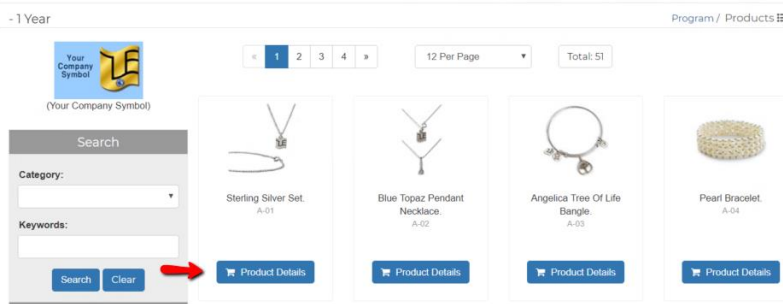 - 1 Year
Program / Products
Your
Company
Symbol
(Your Company Symbol)
« 1 2 3 4 »
12 Per Page
Total: 51
Search
Category:
Keywords:
Search Clear
Sterling Silver Set.
A-01
Product Details
Blue Topaz Pendant
Necklace.
A-02
Product Details
Angelica Tree Of Life
Bangle.
A-03
Product Details
Pearl Bracelet.
A-04
Product Details